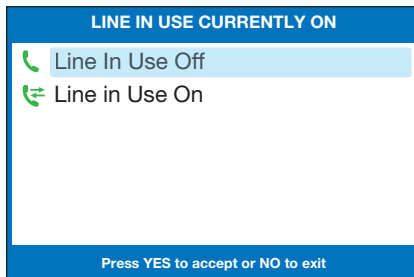 LINE IN USE CURRENTLY ON
Line In Use Off
Line in Use On
Press YES to accept or NO to exit